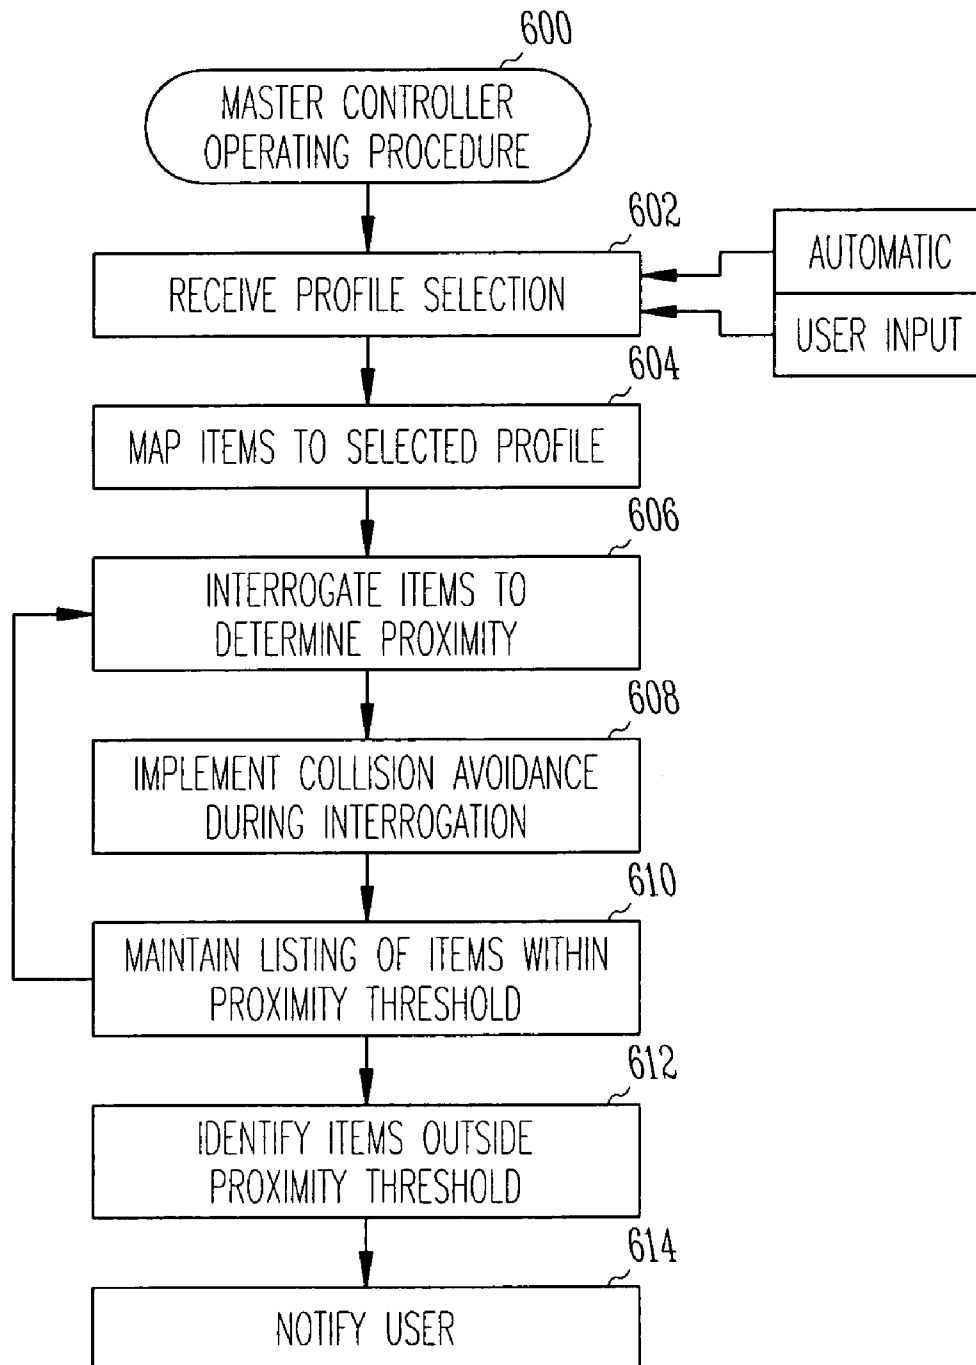 600
MASTER CONTROLLER
OPERATING PROCEDURE
602
RECEIVE PROFILE SELECTION
AUTOMATIC
USER INPUT
604
MAP ITEMS TO SELECTED PROFILE
606
INTERROGATE ITEMS TO
DETERMINE PROXIMITY
608
IMPLEMENT COLLISION AVOIDANCE
DURING INTERROGATION
610
MAINTAIN LISTING OF ITEMS WITHIN
PROXIMITY THRESHOLD
612
IDENTIFY ITEMS OUTSIDE
PROXIMITY THRESHOLD
614
NOTIFY USER